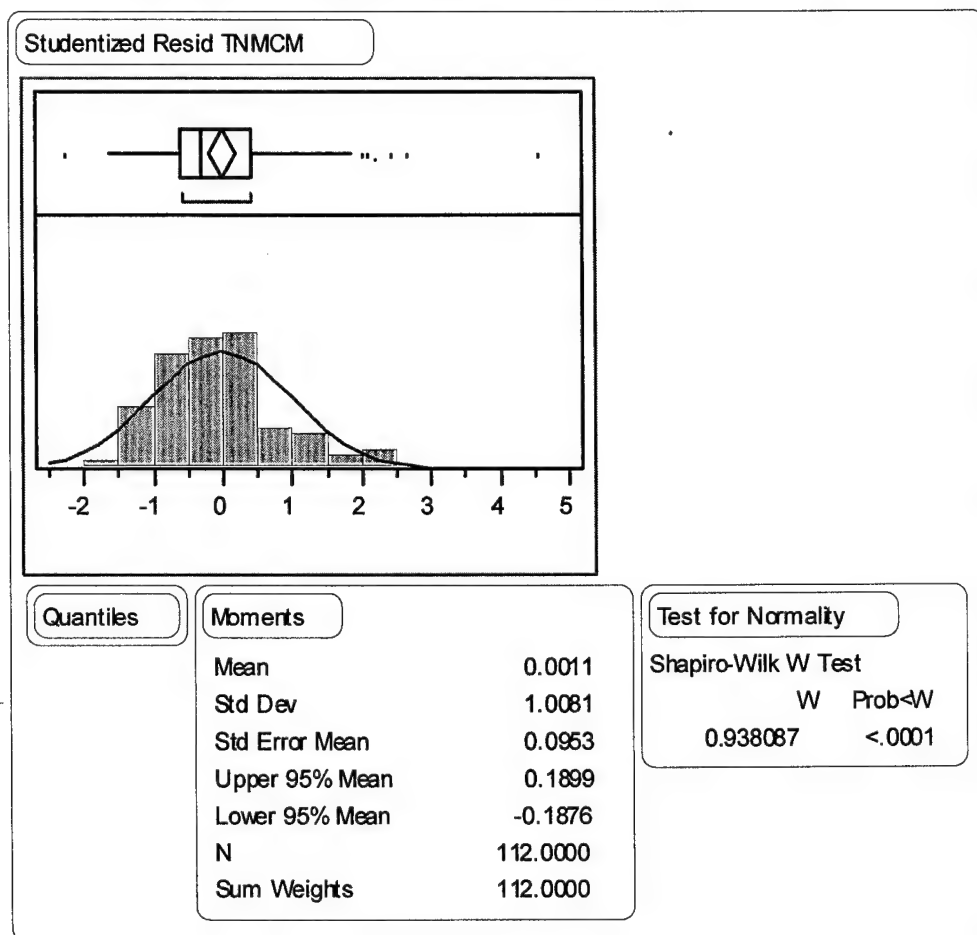 Studentized Resid TNMCM
-2 -1 0 1 2 3 4 5
Quantiles
Moments
Mean 0.0011
Std Dev 1.0081
Std Error Mean 0.0953
Upper 95% Mean 0.1899
Lower 95% Mean -0.1876
N 112.0000
Sum Weights 112.0000
Test for Normality
Shapiro-Wilk W Test
W Prob<W
0.938087 <.0001